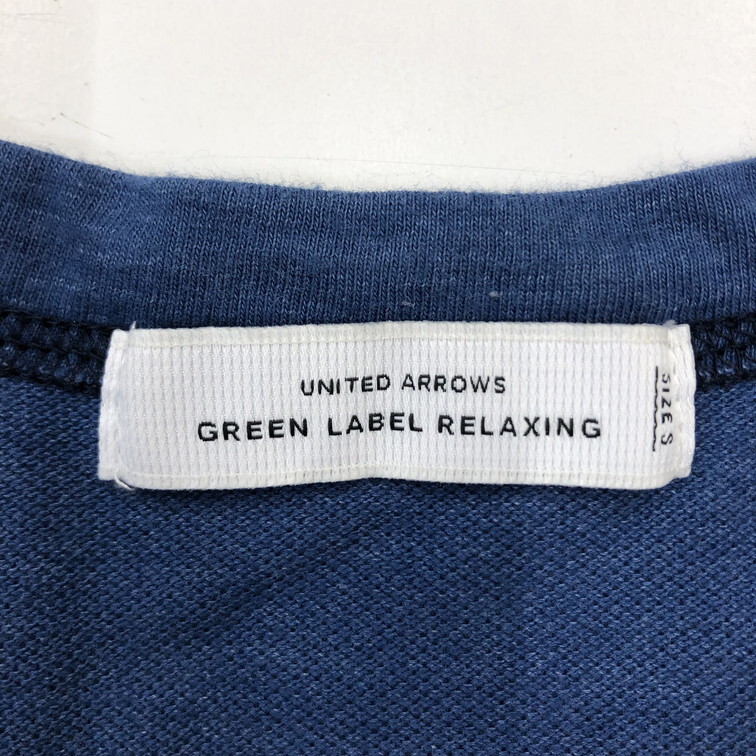 UNITED ARROWS
GREEN LABEL RELAXING
SIZE S